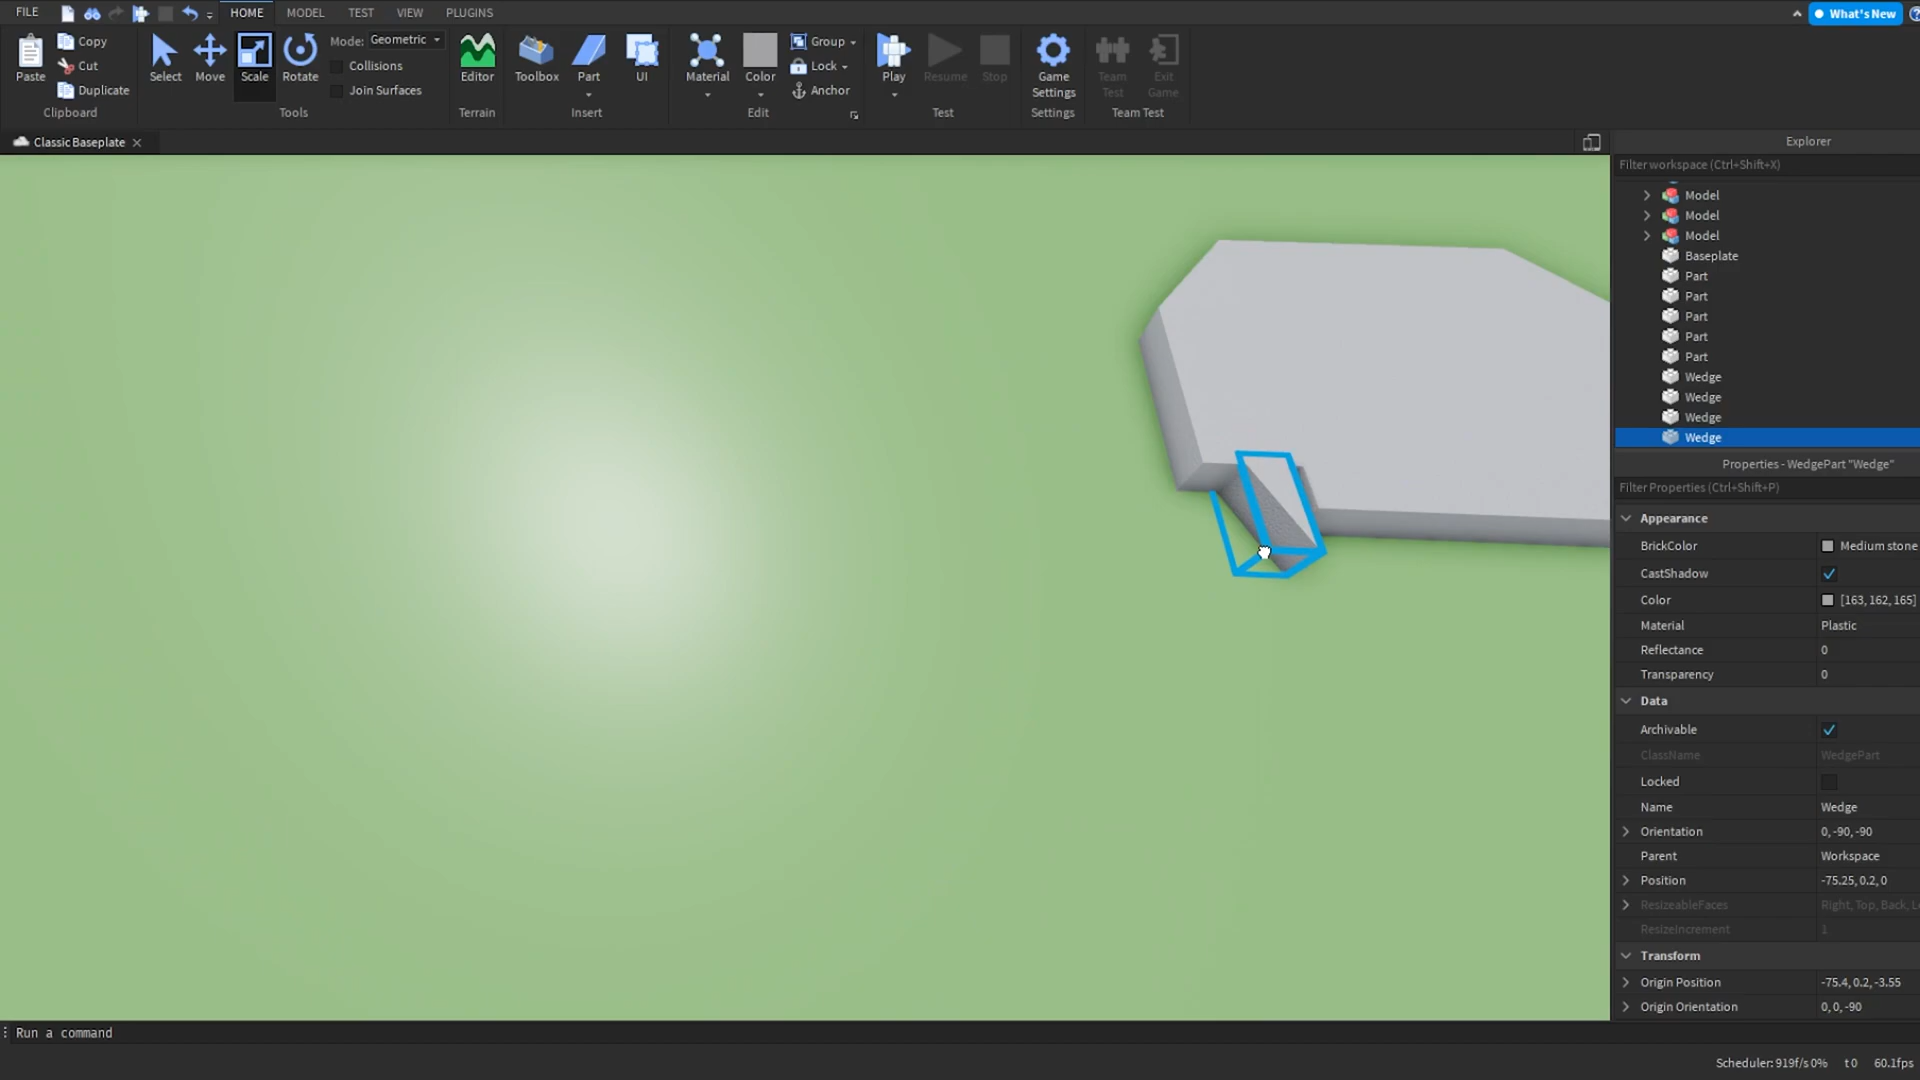 FILE HOME MODEL TEST VIEW PLUGINS What's New
Paste Copy Cut Duplicate Clipboard
Select Move Scale Rotate Mode: Geometric Collisions Join Surfaces Tools
Editor Terrain
Toolbox Part UI Insert
Material Color Group Lock Anchor Edit
Play Resume Stop Test
Game Settings Settings
Team Test Exit Game Team Test
Classic Baseplate
Explorer
Filter workspace (Ctrl+Shift+X)
Model
Model
Model
Baseplate
Part
Part
Part
Part
Part
Wedge
Wedge
Wedge
Wedge
Properties - WedgePart "Wedge"
Filter Properties (Ctrl+Shift+P)
Appearance
BrickColor Medium stone
CastShadow
Color [163, 162, 165]
Material Plastic
Reflectance 0
Transparency 0
Data
Archivable
ClassName WedgePart
Locked
Name Wedge
Orientation 0, -90, -90
Parent Workspace
Position -75.25, 0.2, 0
ResizeableFaces Right, Top, Back, L
ResizeIncrement 1
Transform
Origin Position -75.4, 0.2, -3.55
Origin Orientation 0, 0, -90
Run a command
Scheduler: 919f/s 0% t 0 60.1fps